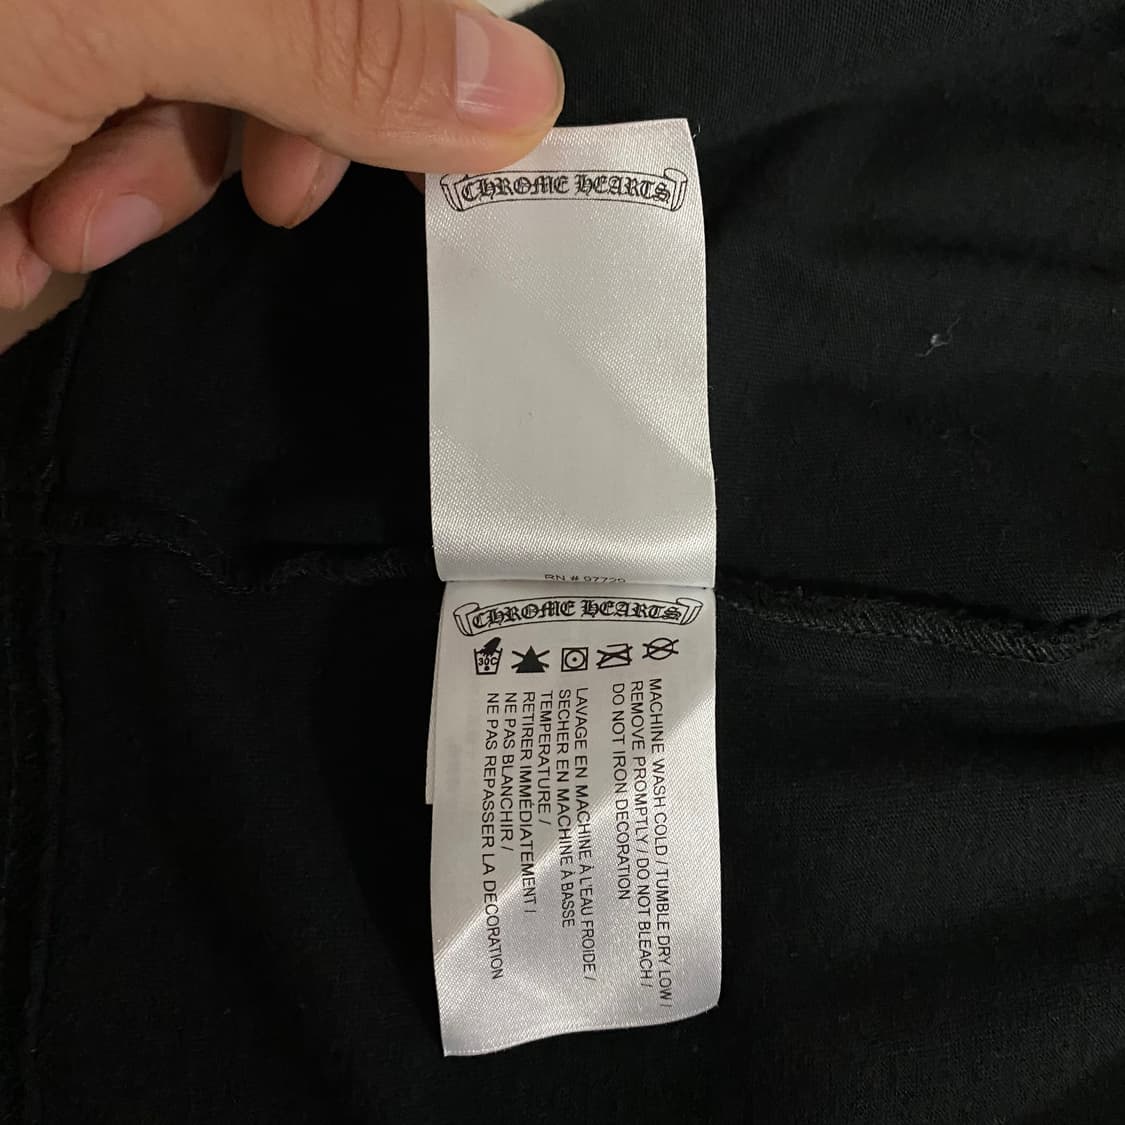 CHROME HEARTS
RN # 97729
CHROME HEARTS
30C
MACHINE WASH COLD / TUMBLE DRY LOW /
REMOVE PROMPTLY / DO NOT BLEACH /
DO NOT IRON DECORATION
LAVAGE EN MACHINE À L'EAU FROIDE /
SECHER EN MACHINE À BASSE
TEMPERATURE /
RETIRER IMMÉDIATEMENT /
NE PAS BLANCHIR /
NE PAS REPASSER LA DECORATION